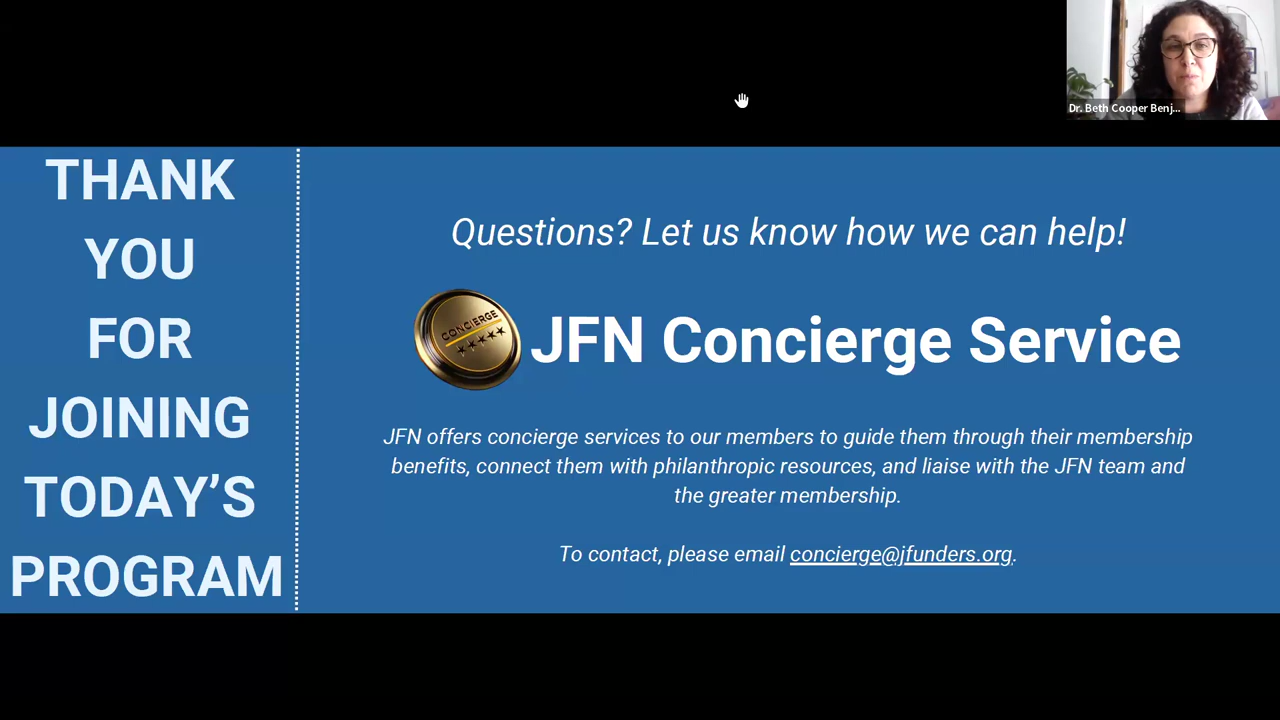 Dr. Beth Cooper Benj...
THANK
YOU
FOR
JOINING
TODAY’S
PROGRAM
Questions? Let us know how we can help!
CONCIERGE
JFN Concierge Service
JFN offers concierge services to our members to guide them through their membership
benefits, connect them with philanthropic resources, and liaise with the JFN team and
the greater membership.
To contact, please email concierge@jfunders.org.